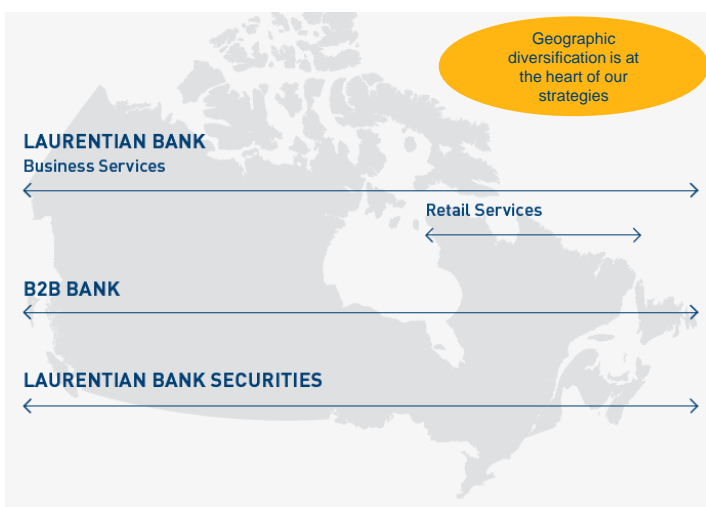 Geographic
diversification is at
the heart of our
strategies
LAURENTIAN BANK
Business Services
Retail Services
B2B BANK
LAURENTIAN BANK SECURITIES